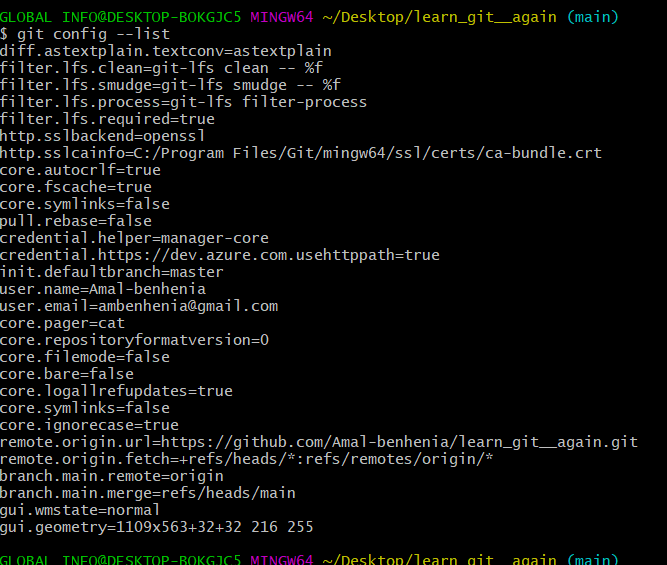 GLOBAL INFO@DESKTOP-BOKGJC5 MINGW64 ~/Desktop/learn_git__again (main)
$ git config --list
diff.astextplain.textconv=astextplain
filter.lfs.clean=git-lfs clean -- %f
filter.lfs.smudge=git-lfs smudge -- %f
filter.lfs.process=git-lfs filter-process
filter.lfs.required=true
http.sslbackend=openssl
http.sslcainfo=C:/Program Files/Git/mingw64/ssl/certs/ca-bundle.crt
core.autocrlf=true
core.fscache=true
core.symlinks=false
pull.rebase=false
credential.helper=manager-core
credential.https://dev.azure.com.usehttppath=true
init.defaultbranch=master
user.name=Amal-benhenia
user.email=ambenhenia@gmail.com
core.pager=cat
core.repositoryformatversion=0
core.filemode=false
core.bare=false
core.logallrefupdates=true
core.symlinks=false
core.ignorecase=true
remote.origin.url=https://github.com/Amal-benhenia/learn_git__again.git
remote.origin.fetch=+refs/heads/*:refs/remotes/origin/*
branch.main.remote=origin
branch.main.merge=refs/heads/main
gui.wmstate=normal
gui.geometry=1109x563+32+32 216 255
GLOBAL INFO@DESKTOP-BOKGJC5 MINGW64 ~/Desktop/learn_git__again (main)